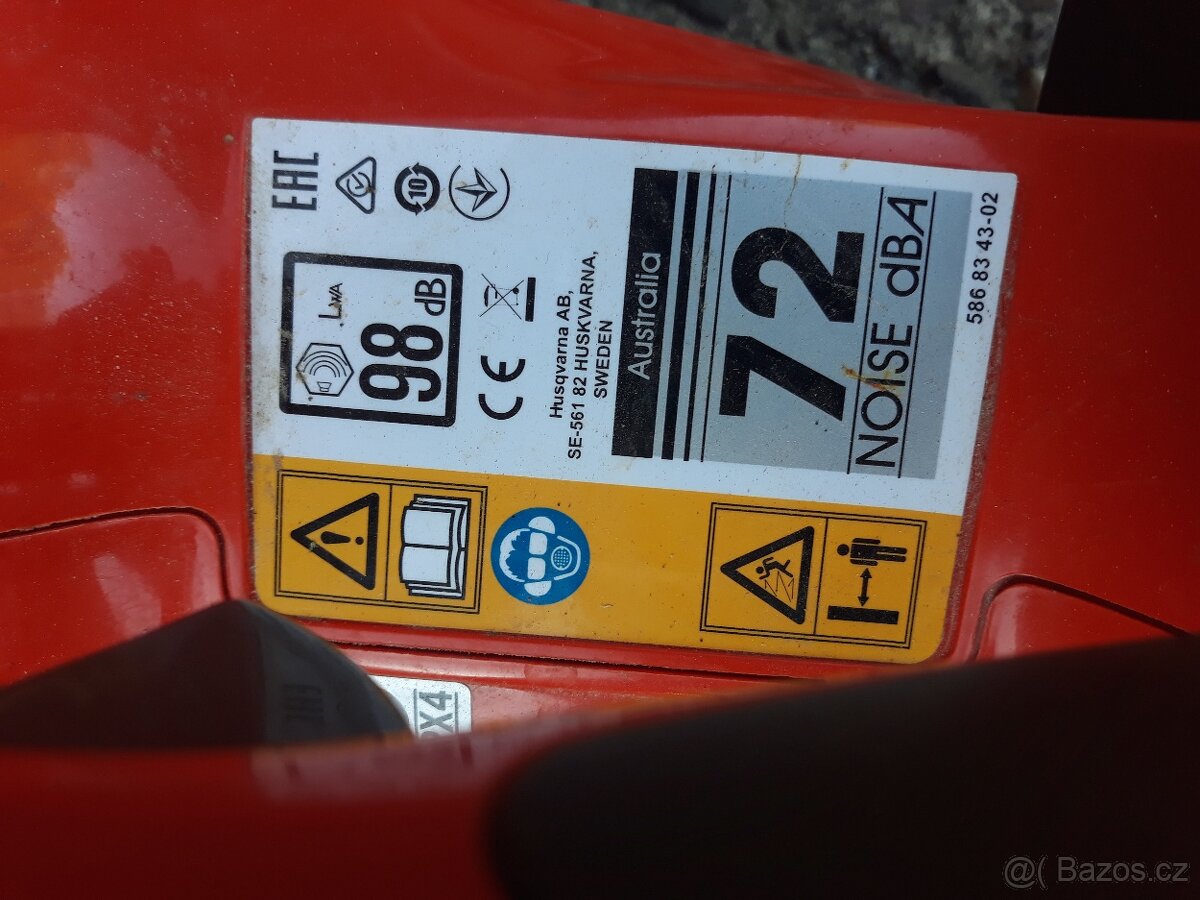 EAC
10
LWA
98 dB
CE
Husqvarna AB,
SE-561 82 HUSKVARNA,
SWEDEN
Australia
72
NOISE dBA
586 83 43-02
X4
@( Bazos.cz